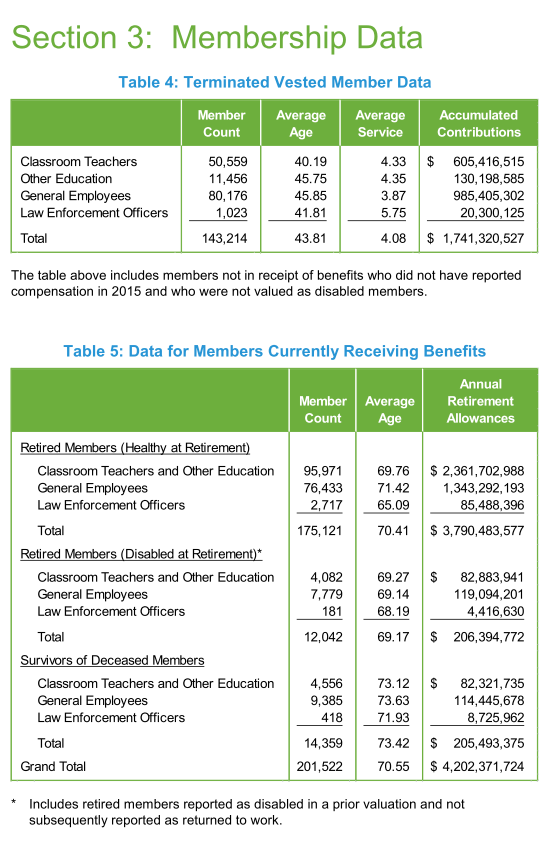 Section 3: Membership Data
Table 4: Terminated Vested Member Data
Member Count Average Age Average Service Accumulated Contributions
Classroom Teachers 50,559 40.19 4.33 $ 605,416,515
Other Education 11,456 45.75 4.35 130,198,585
General Employees 80,176 45.85 3.87 985,405,302
Law Enforcement Officers 1,023 41.81 5.75 20,300,125
Total 143,214 43.81 4.08 $ 1,741,320,527
The table above includes members not in receipt of benefits who did not have reported
compensation in 2015 and who were not valued as disabled members.
Table 5: Data for Members Currently Receiving Benefits
Member Count Average Age Annual Retirement Allowances
Retired Members (Healthy at Retirement)
Classroom Teachers and Other Education 95,971 69.76 $ 2,361,702,988
General Employees 76,433 71.42 1,343,292,193
Law Enforcement Officers 2,717 65.09 85,488,396
Total 175,121 70.41 $ 3,790,483,577
Retired Members (Disabled at Retirement)*
Classroom Teachers and Other Education 4,082 69.27 $ 82,883,941
General Employees 7,779 69.14 119,094,201
Law Enforcement Officers 181 68.19 4,416,630
Total 12,042 69.17 $ 206,394,772
Survivors of Deceased Members
Classroom Teachers and Other Education 4,556 73.12 $ 82,321,735
General Employees 9,385 73.63 114,445,678
Law Enforcement Officers 418 71.93 8,725,962
Total 14,359 73.42 $ 205,493,375
Grand Total 201,522 70.55 $ 4,202,371,724
* Includes retired members reported as disabled in a prior valuation and not
subsequently reported as returned to work.